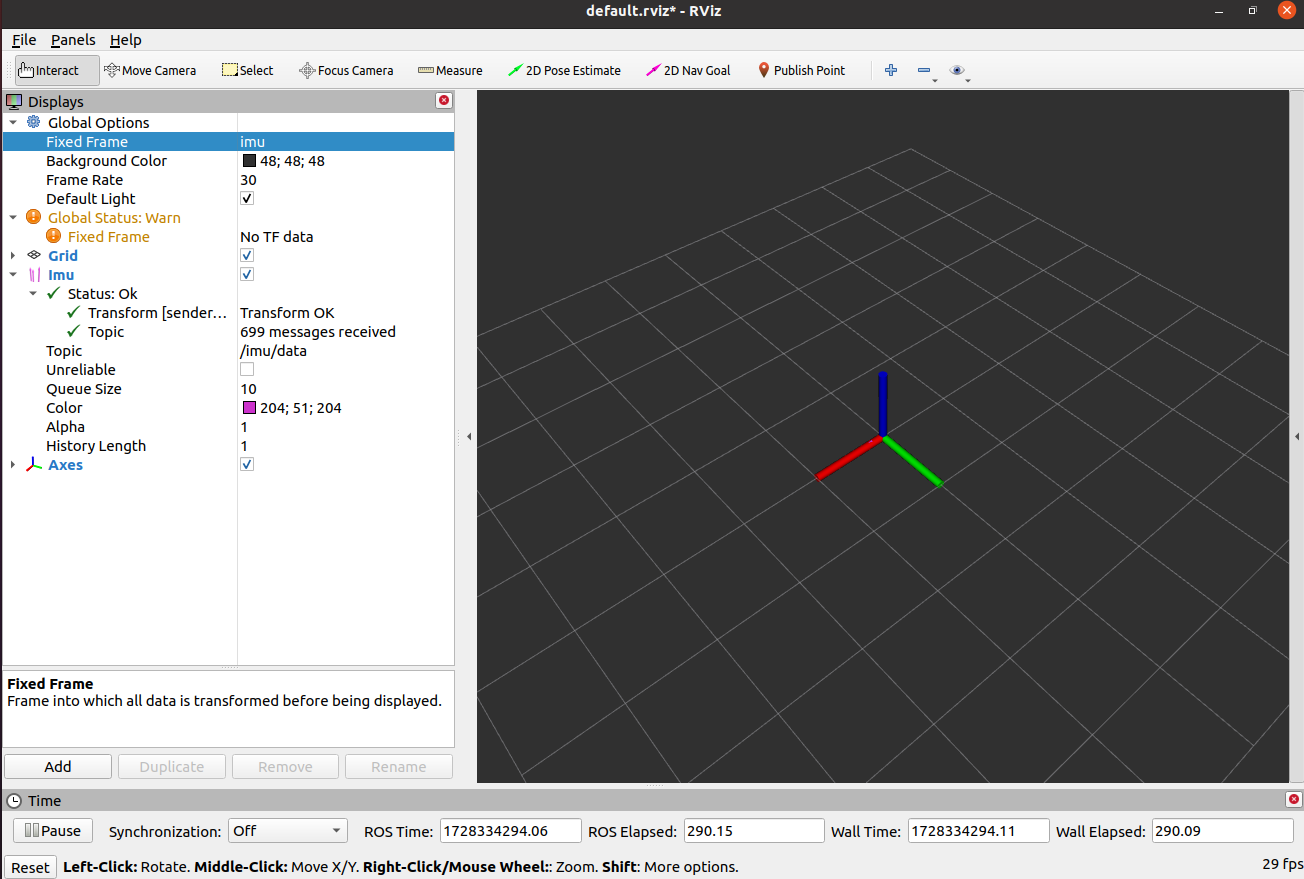 default.rviz* - RViz
File Panels Help
Interact Move Camera Select Focus Camera Measure 2D Pose Estimate 2D Nav Goal Publish Point
Displays
Global Options
Fixed Frame imu
Background Color 48; 48; 48
Frame Rate 30
Default Light
Global Status: Warn
Fixed Frame No TF data
Grid
Imu
Status: Ok
Transform [sender... Transform OK
Topic 699 messages received
Topic /imu/data
Unreliable
Queue Size 10
Color 204; 51; 204
Alpha 1
History Length 1
Axes
Fixed Frame
Frame into which all data is transformed before being displayed.
Add Duplicate Remove Rename
Time
Pause Synchronization: Off ROS Time: 1728334294.06 ROS Elapsed: 290.15 Wall Time: 1728334294.11 Wall Elapsed: 290.09
Reset Left-Click: Rotate. Middle-Click: Move X/Y. Right-Click/Mouse Wheel:: Zoom. Shift: More options. 29 fps